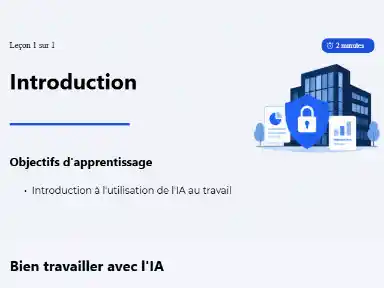 Leçon 1 sur 1
2 minutes
Introduction
Objectifs d'apprentissage
• Introduction à l'utilisation de l'IA au travail
Bien travailler avec l'IA